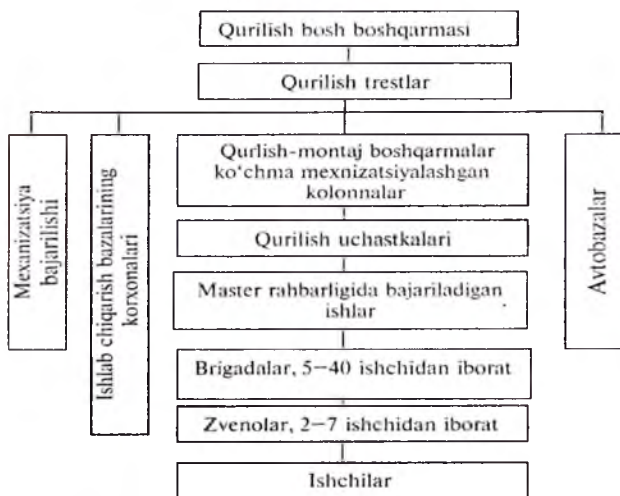 Qurilish bosh boshqarmasi
Qurilish trestlar
Mexanizatsiya
bajarilishi
Ishlab chiqarish bazalarining
korxonalari
Qurlish-montaj boshqarmalar
ko‘chma mexnizatsiyalashgan
kolonnalar
Qurilish uchastkalari
Master rahbarligida bajariladigan
ishlar
Brigadalar, 5−40 ishchidan iborat
Zvenolar, 2−7 ishchidan iborat
Ishchilar
Avtobazalar